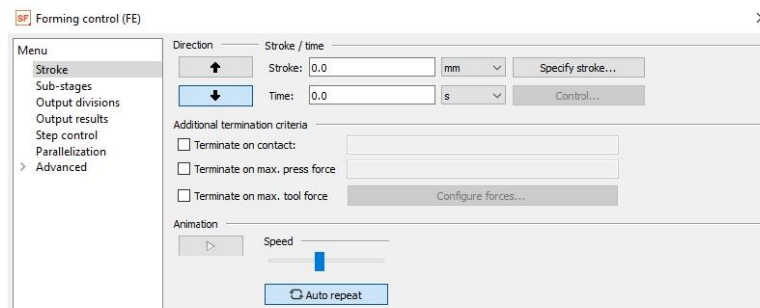 SF Forming control (FE)
Menu
Stroke
Sub-stages
Output divisions
Output results
Step control
Parallelization
Advanced
Direction
Stroke / time
Stroke: 0.0 mm Specify stroke...
Time: 0.0 s Control...
Additional termination criteria
Terminate on contact:
Terminate on max. press force
Terminate on max. tool force Configure forces...
Animation
Speed
Auto repeat